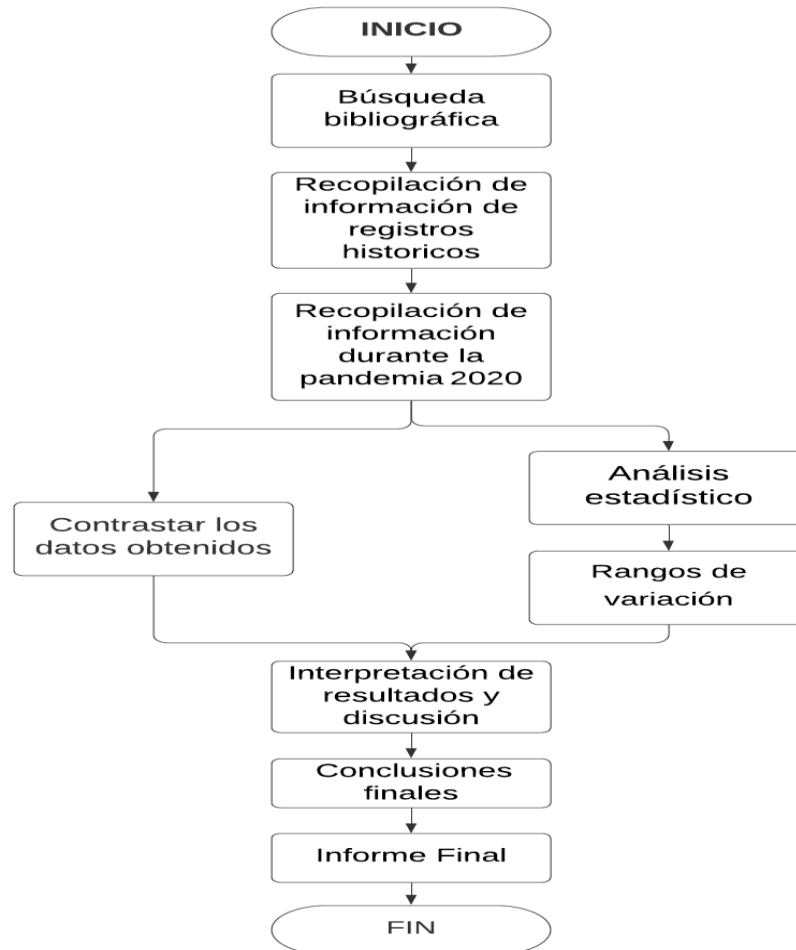 INICIO
Búsqueda
bibliográfica
Recopilación de
información de
registros
historicos
Recopilación de
información
durante la
pandemia 2020
Contrastar los
datos obtenidos
Análisis
estadístico
Rangos de
variación
Interpretación de
resultados y
discusión
Conclusiones
finales
Informe Final
FIN